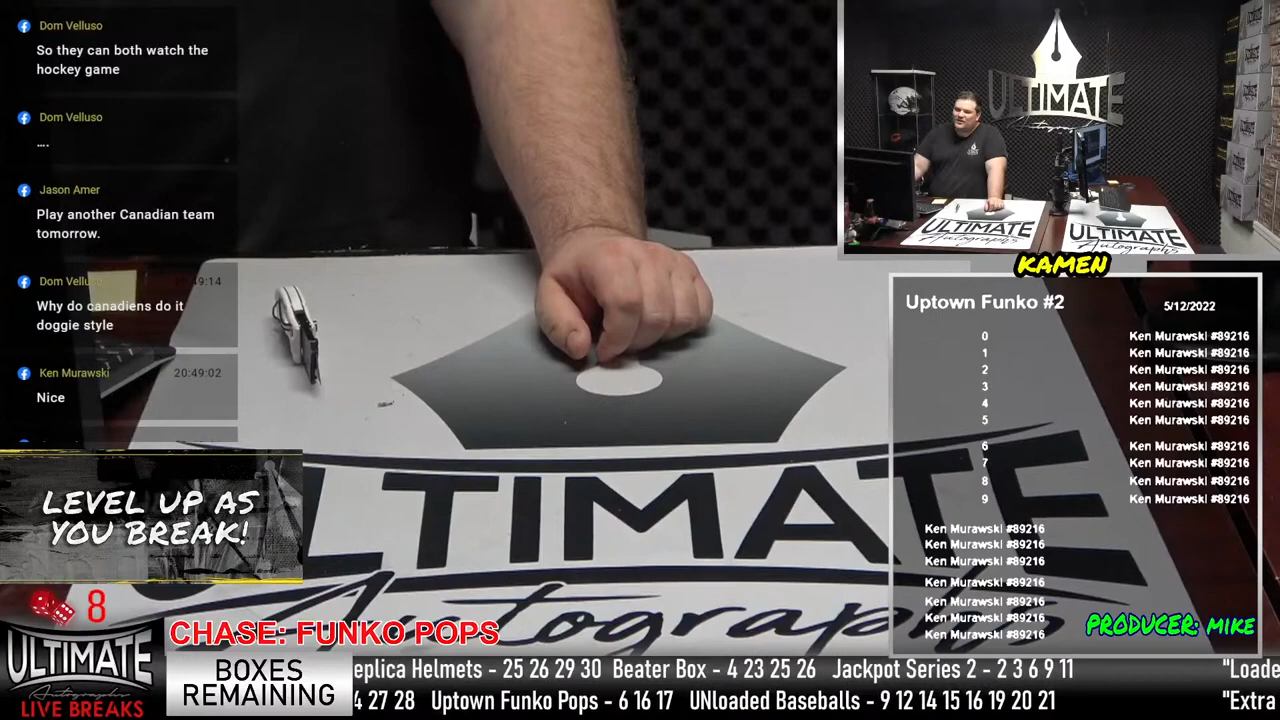 Dom Velluso
So they can both watch the
hockey game
Dom Velluso
....
Jason Amer
Play another Canadian team
tomorrow.
Dom Velluso 20:49:14
Why do canadiens do it
doggie style
Ken Murawski 20:49:02
Nice
LEVEL UP AS
YOU BREAK!
8
ULTIMATE
Autographs
LIVE BREAKS
CHASE: FUNKO POPS
BOXES
REMAINING
eplica Helmets - 25 26 29 30 Beater Box - 4 23 25 26 Jackpot Series 2 - 2 3 6 9 11 "Loade
4 27 28 Uptown Funko Pops - 6 16 17 UNloaded Baseballs - 9 12 14 15 16 19 20 21 "Extra
ULTIMATE
Autographs
ULTIMATE
Autographs
ULTIMATE
Autographs
ULTIMATE
Autographs
KAMEN
Uptown Funko #2 5/12/2022
0 Ken Murawski #89216
1 Ken Murawski #89216
2 Ken Murawski #89216
3 Ken Murawski #89216
4 Ken Murawski #89216
5 Ken Murawski #89216
6 Ken Murawski #89216
7 Ken Murawski #89216
8 Ken Murawski #89216
9 Ken Murawski #89216
Ken Murawski #89216
Ken Murawski #89216
Ken Murawski #89216
Ken Murawski #89216
Ken Murawski #89216
Ken Murawski #89216
Ken Murawski #89216
PRODUCER: MIKE